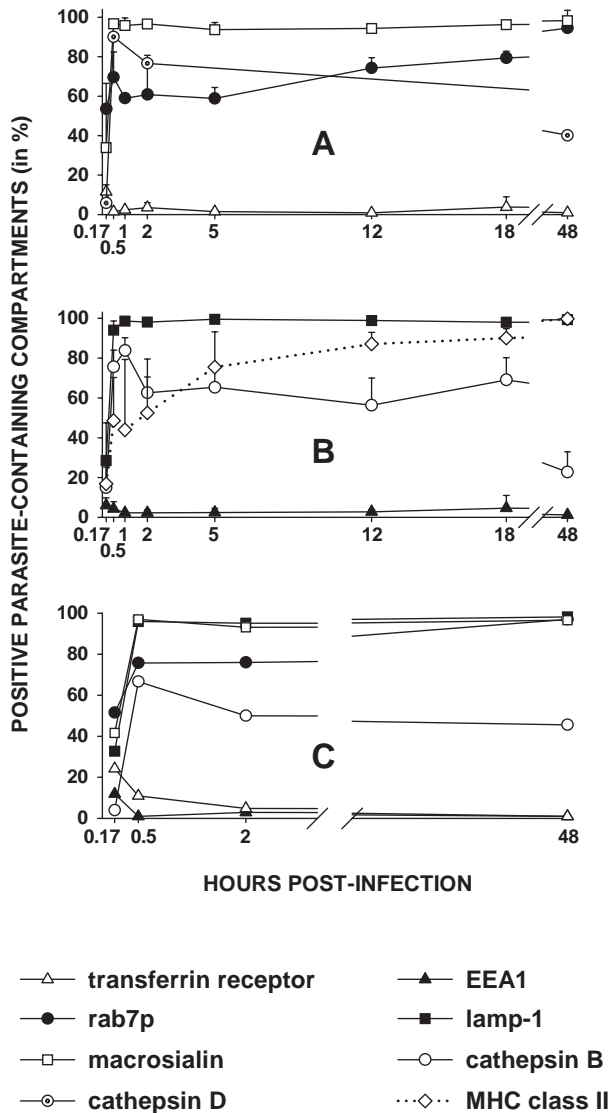 POSITIVE PARASITE-CONTAINING COMPARTMENTS (in %)
100
80
60
40
20
0
A
0.17 0.5 1 2 5 12 18 48
100
80
60
40
20
0
B
0.17 0.5 1 2 5 12 18 48
100
80
60
40
20
0
C
0.17 0.5 2 48
HOURS POST-INFECTION
transferrin receptor
EEA1
rab7p
lamp-1
macrosialin
cathepsin B
cathepsin D
MHC class II